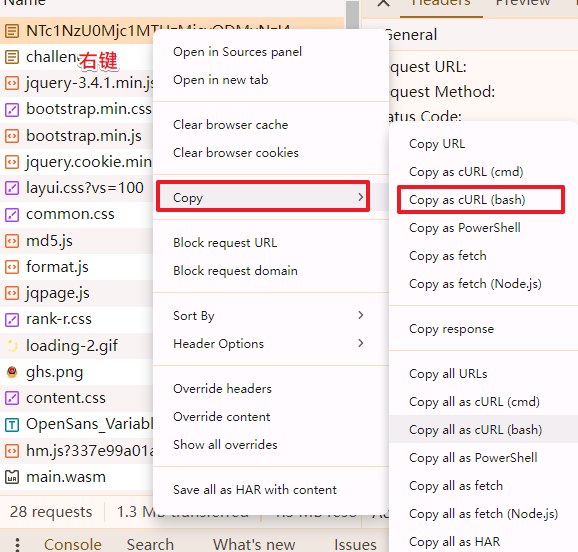 Name
Headers
Preview
NTc1NzU0Mjc1MTU
challen
右键
jquery-3.4.1.min.js
bootstrap.min.css
bootstrap.min.js
jquery.cookie.min
layui.css?vs=100
common.css
md5.js
format.js
jqpage.js
rank-r.css
loading-2.gif
ghs.png
content.css
OpenSans_Variabl
hm.js?337e99a01a
main.wasm
28 requests
1.3 MB transferred
Console
Search
What's new
Issues
Open in Sources panel
Open in new tab
Clear browser cache
Clear browser cookies
Copy
Block request URL
Block request domain
Sort By
Header Options
Override headers
Override content
Show all overrides
Save all as HAR with content
General
quest URL:
quest Method:
atus Code:
Copy URL
Copy as cURL (cmd)
Copy as cURL (bash)
Copy as PowerShell
Copy as fetch
Copy as fetch (Node.js)
Copy response
Copy all URLs
Copy all as cURL (cmd)
Copy all as cURL (bash)
Copy all as PowerShell
Copy all as fetch
Copy all as fetch (Node.js)
Copy all as HAR